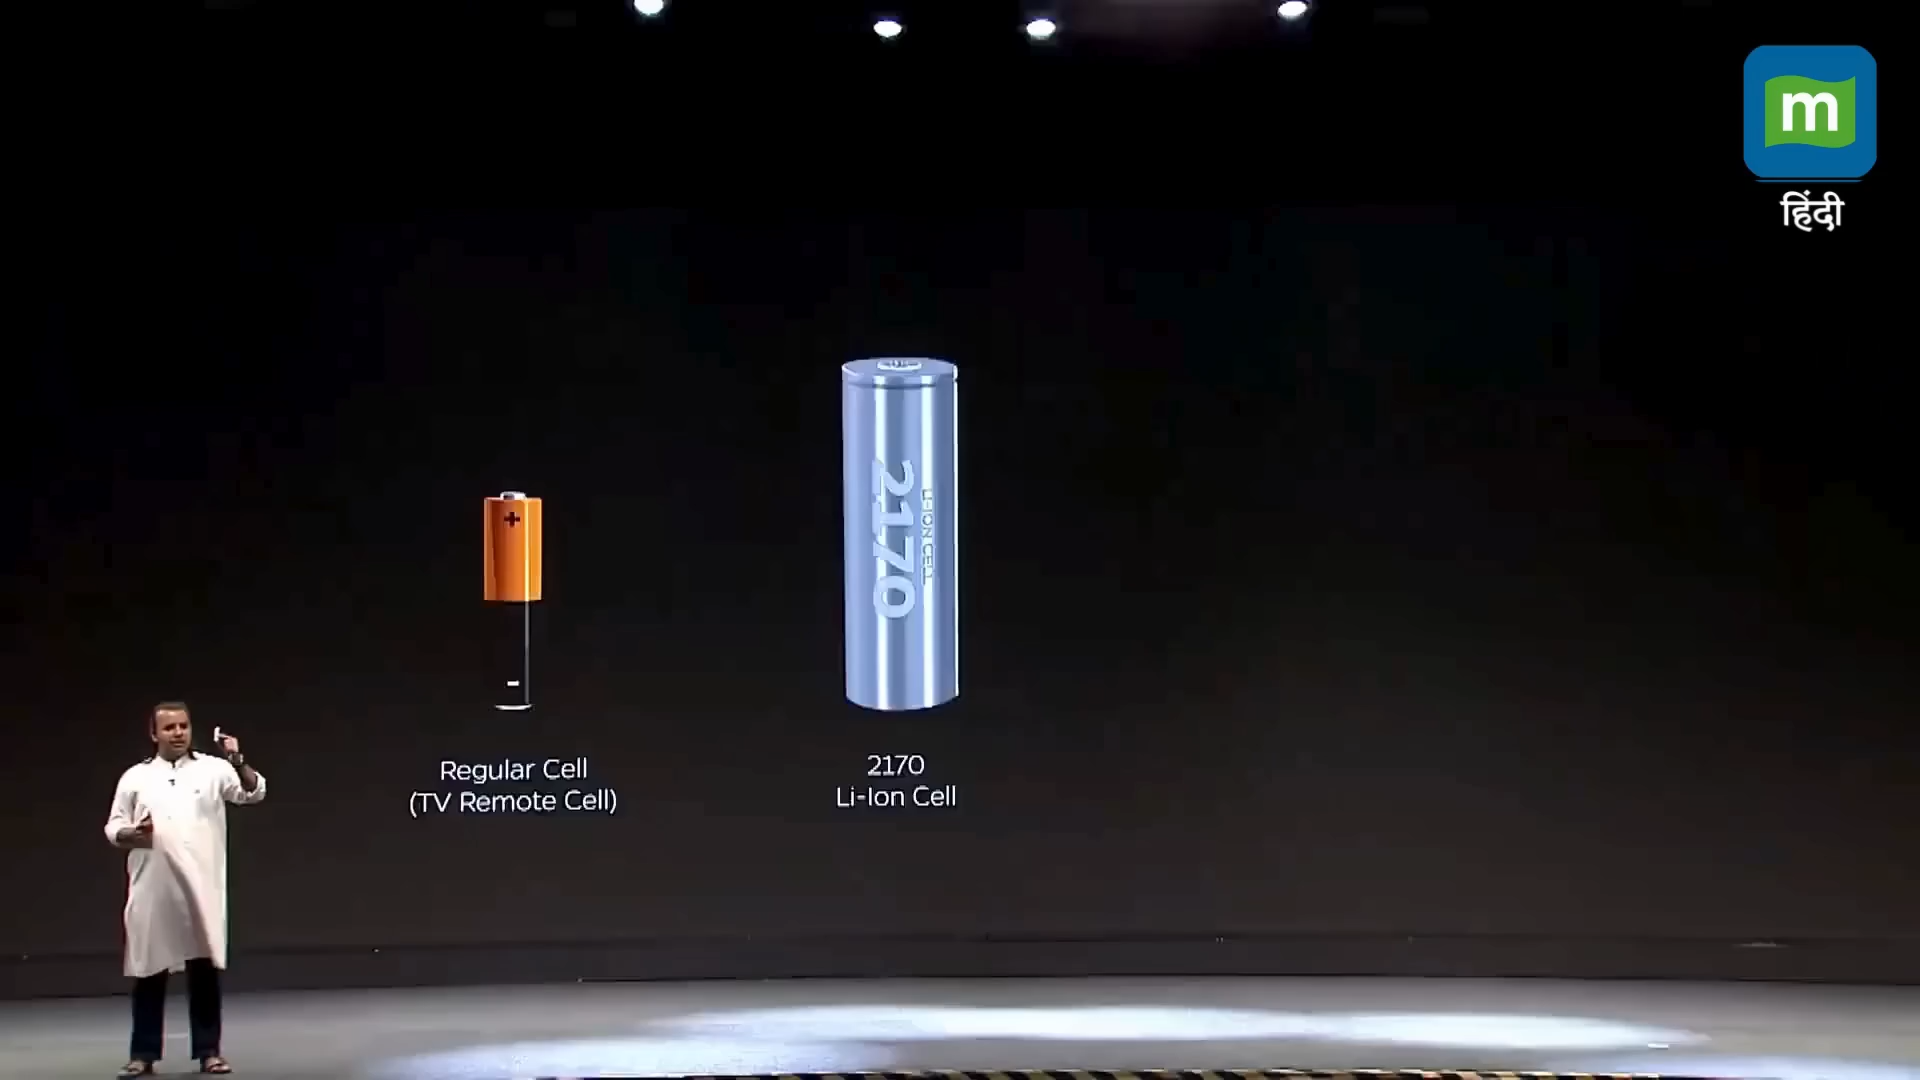 m
हिंदी
2170
LI-ION CELL
Regular Cell
(TV Remote Cell)
2170
Li-Ion Cell